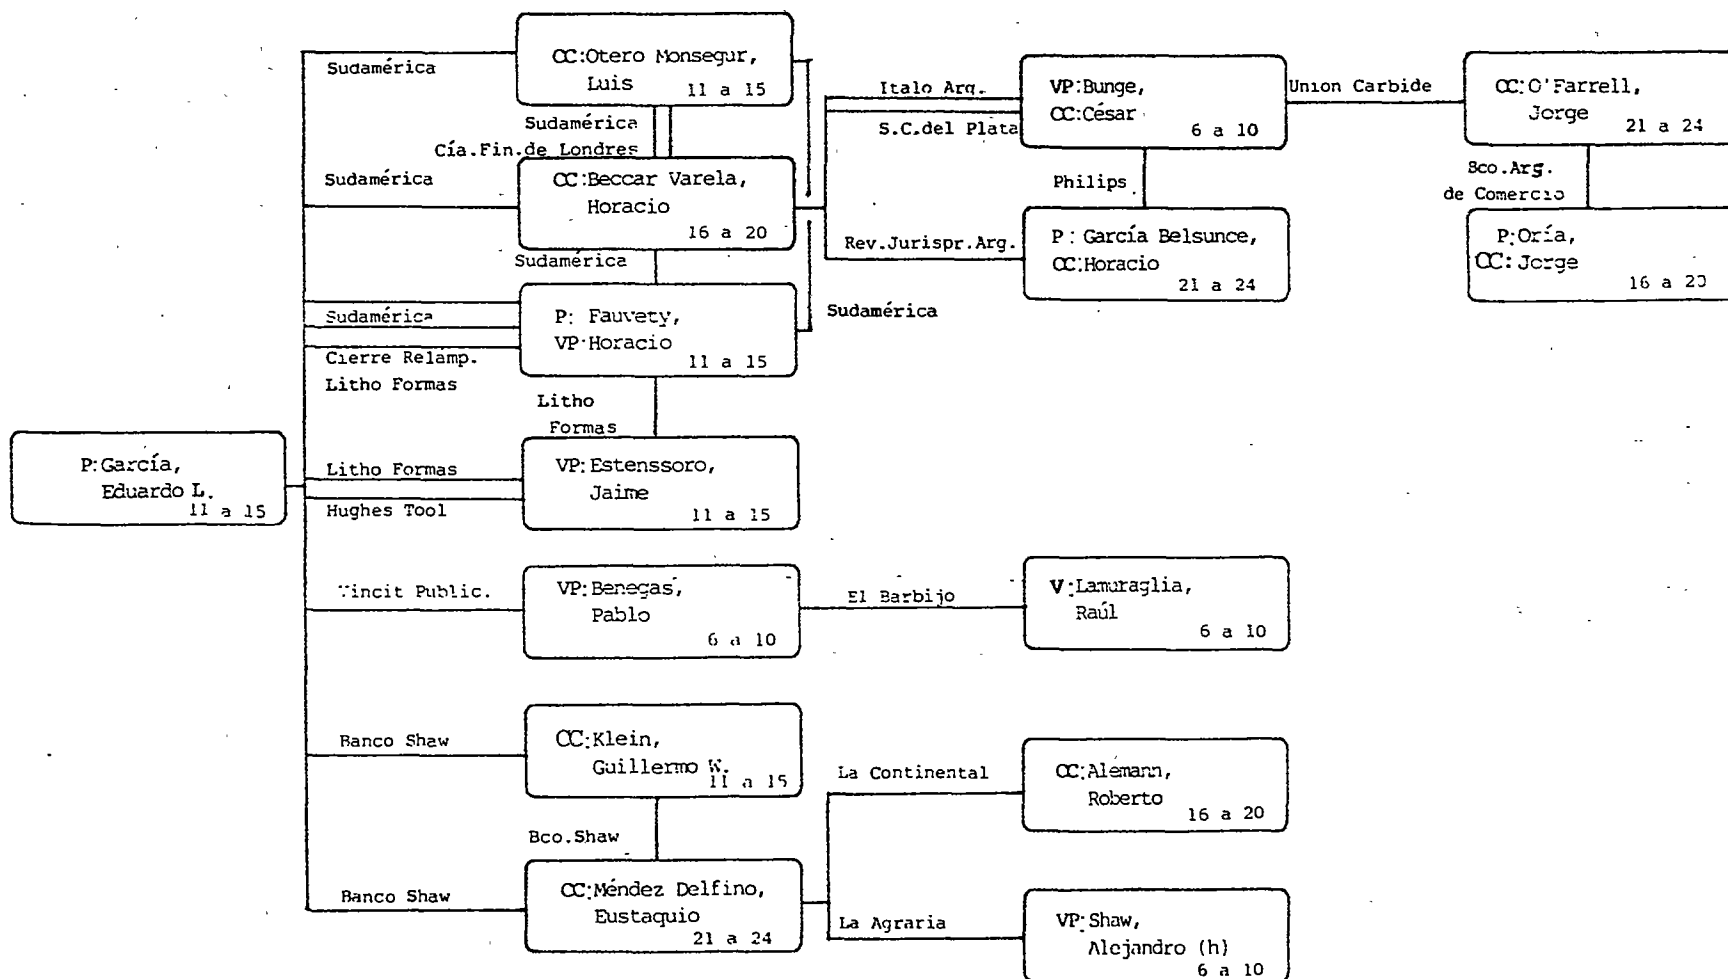 Sudamérica
CC:Otero Monsegur,
Luis 11 a 15
Sudamérica
Cía.Fin.de Londres
Sudamérica
CC:Beccar Varela,
Horacio
16 a 20
Sudamérica
Sudamérica
Cierre Relamp.
Litho Formas
P: Fauvety,
VP·Horacio
11 a 15
Sudamérica
Litho
Formas
P:García,
Eduardo L.
11 a 15
Litho Formas
Hughes Tool
VP:Estenssoro,
Jaime
11 a 15
Vincit Public.
VP:Benegas,
Pablo
6 a 10
El Barbijo
V:Lamuraglia,
Raúl
6 a 10
Banco Shaw
CC:Klein,
Guillermo W.
11 a 15
Bco.Shaw
Banco Shaw
CC:Méndez Delfino,
Eustaquio
21 a 24
La Continental
CC:Alemann,
Roberto
16 a 20
La Agraria
VP:Shaw,
Alejandro (h)
6 a 10
Italo Arg.
S.C.del Plata
VP:Bunge,
CC:César
6 a 10
Union Carbide
CC:O'Farrell,
Jorge
21 a 24
Philips
Rev.Jurispr.Arg.
P: García Belsunce,
CC:Horacio
21 a 24
Bco.Arg.
de Comercio
P:Oría,
CC:Jorge
16 a 20